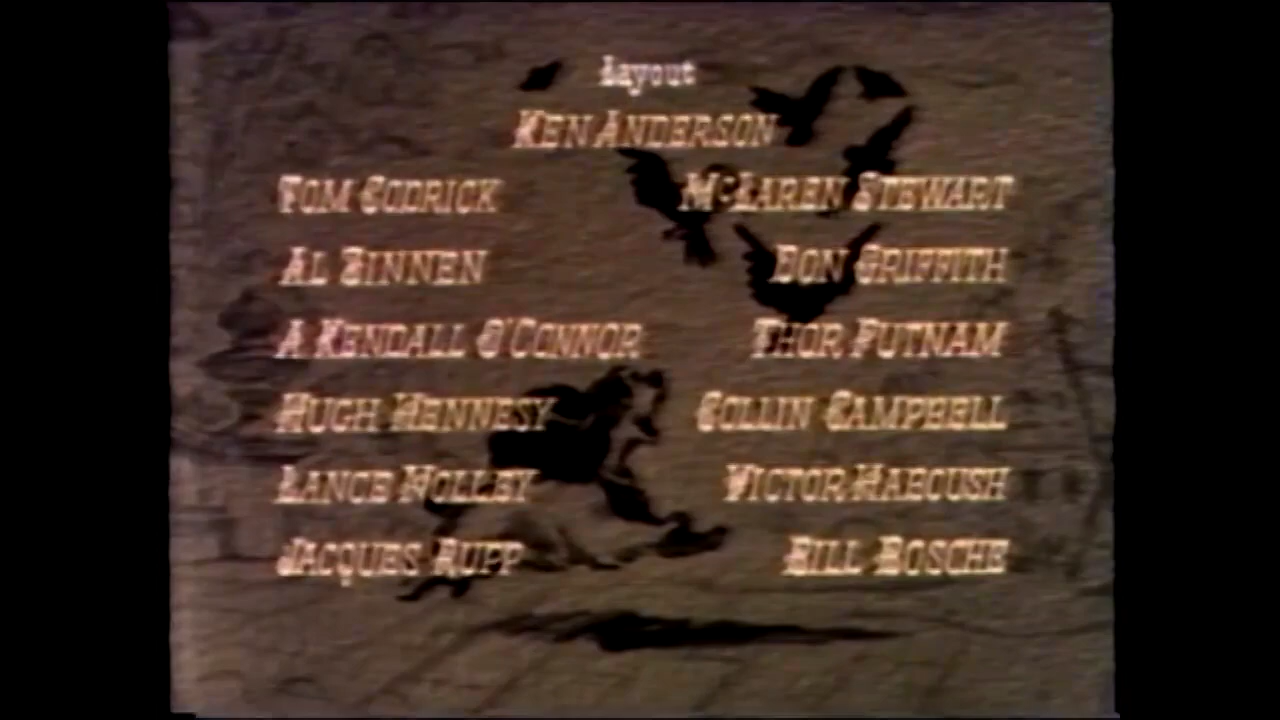 Layout
KEN ANDERSON
TOM CODRICK McLAREN STEWART
AL ZINNEN DON GRIFFITH
A KENDALL O'CONNOR THOR PUTNAM
HUGH HENNESY COLLIN CAMPBELL
LANCE NOLLEY VICTOR HABOUSH
JACQUES RUPP BILL BOSCHE